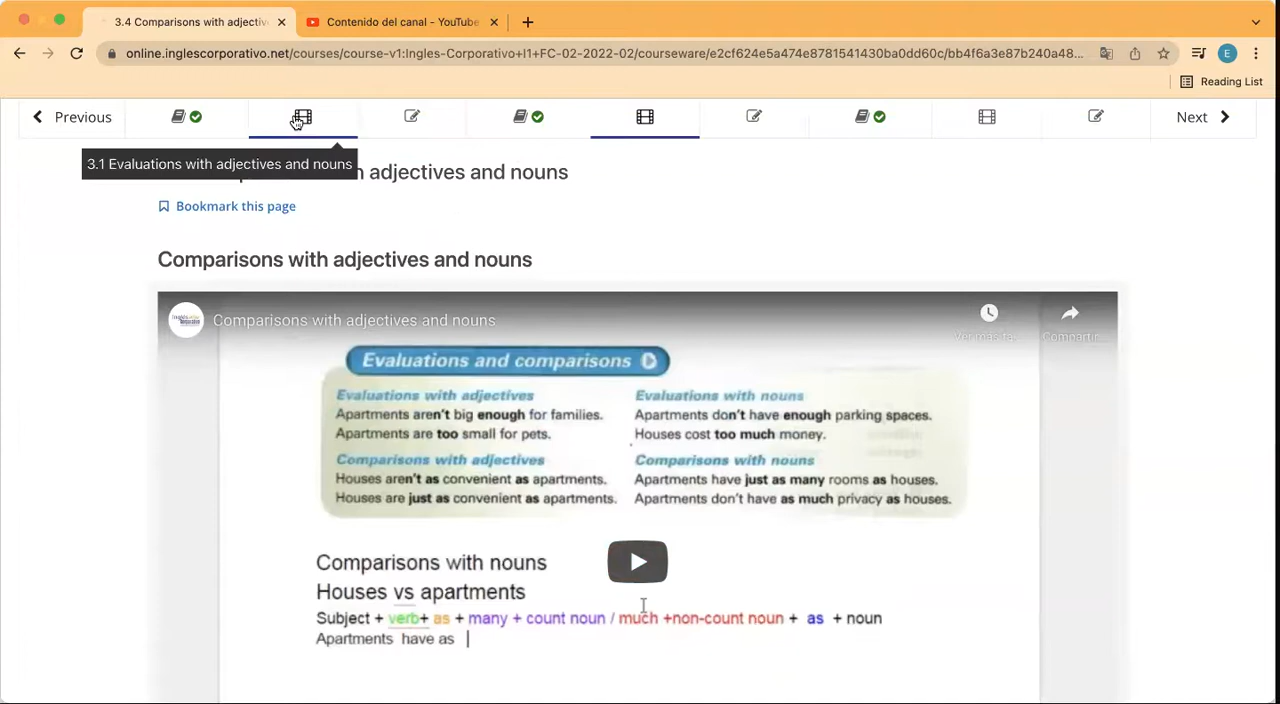 3.4 Comparisons with adjectiv
Contenido del canal - YouTube
online.inglescorporativo.net/courses/course-v1:Ingles-Corporativo+I1+FC-02-2022-02/courseware/e2cf624e5a474e8781541430ba0dd60c/bb4f6a3e87b240a48...
E
Reading List
Previous
Next
3.1 Evaluations with adjectives and nouns
h adjectives and nouns
Bookmark this page
Comparisons with adjectives and nouns
Comparisons with adjectives and nouns
Compartir
Evaluations and comparisons
Evaluations with adjectives
Apartments aren't big enough for families.
Apartments are too small for pets.
Evaluations with nouns
Apartments don't have enough parking spaces.
Houses cost too much money.
Comparisons with adjectives
Houses aren't as convenient as apartments.
Houses are just as convenient as apartments.
Comparisons with nouns
Apartments have just as many rooms as houses.
Apartments don't have as much privacy as houses.
Comparisons with nouns
Houses vs apartments
Subject + verb+ as + many + count noun / much +non-count noun + as + noun
Apartments have as